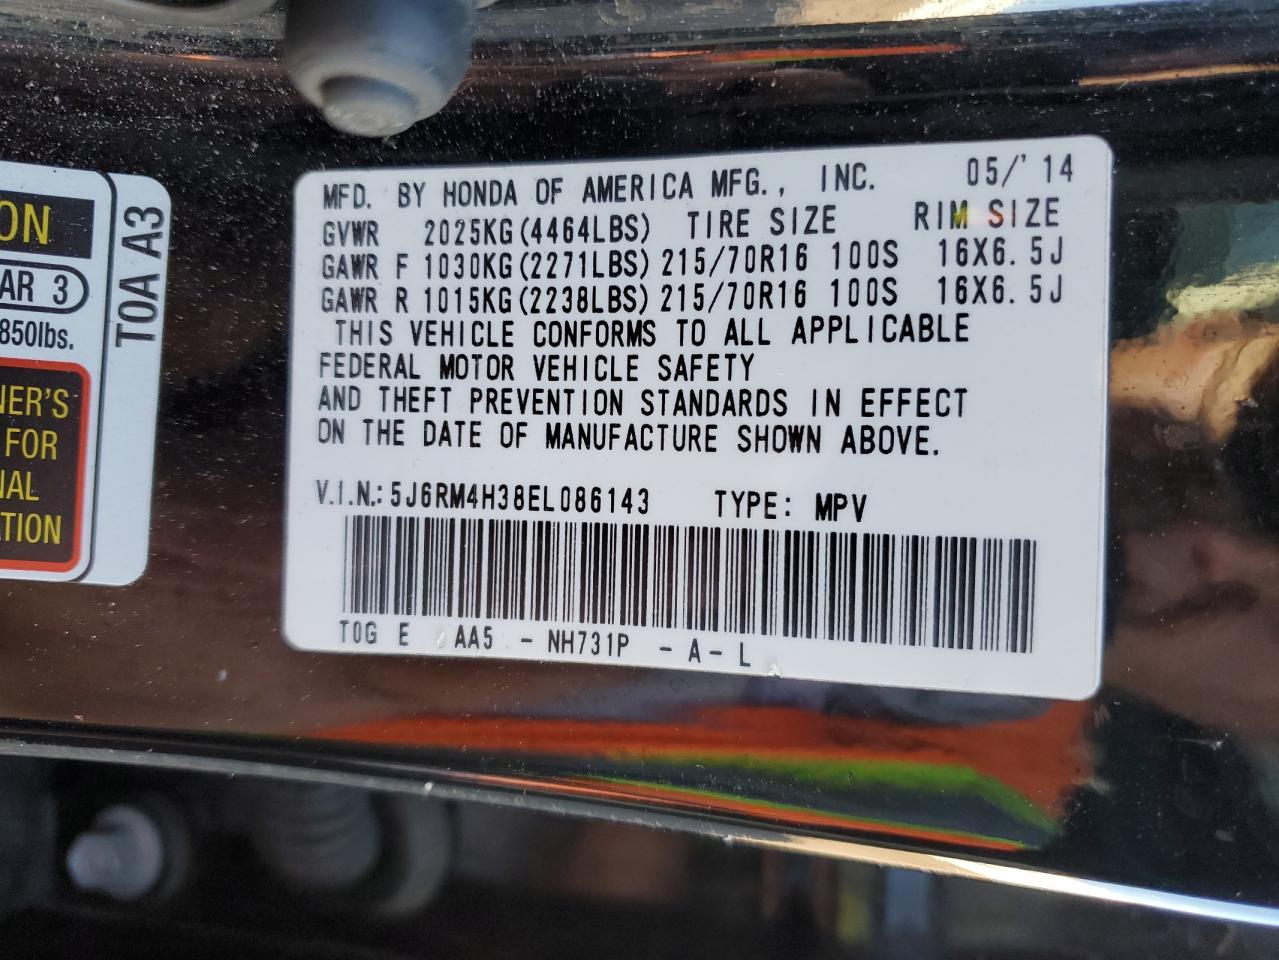 MFD. BY HONDA OF AMERICA MFG., INC. 05/'14
GVWR 2025KG(4464LBS) TIRE SIZE RIM SIZE
GAWR F 1030KG(2271LBS) 215/70R16 100S 16X6.5J
GAWR R 1015KG(2238LBS) 215/70R16 100S 16X6.5J
THIS VEHICLE CONFORMS TO ALL APPLICABLE
FEDERAL MOTOR VEHICLE SAFETY
AND THEFT PREVENTION STANDARDS IN EFFECT
ON THE DATE OF MANUFACTURE SHOWN ABOVE.
V.I.N.: 5J6RM4H38EL086143 TYPE: MPV
T0G E AA5 - NH731P - A- L
ON
AR 3
850lbs.
NER'S
FOR
NAL
ATION
T0A A3